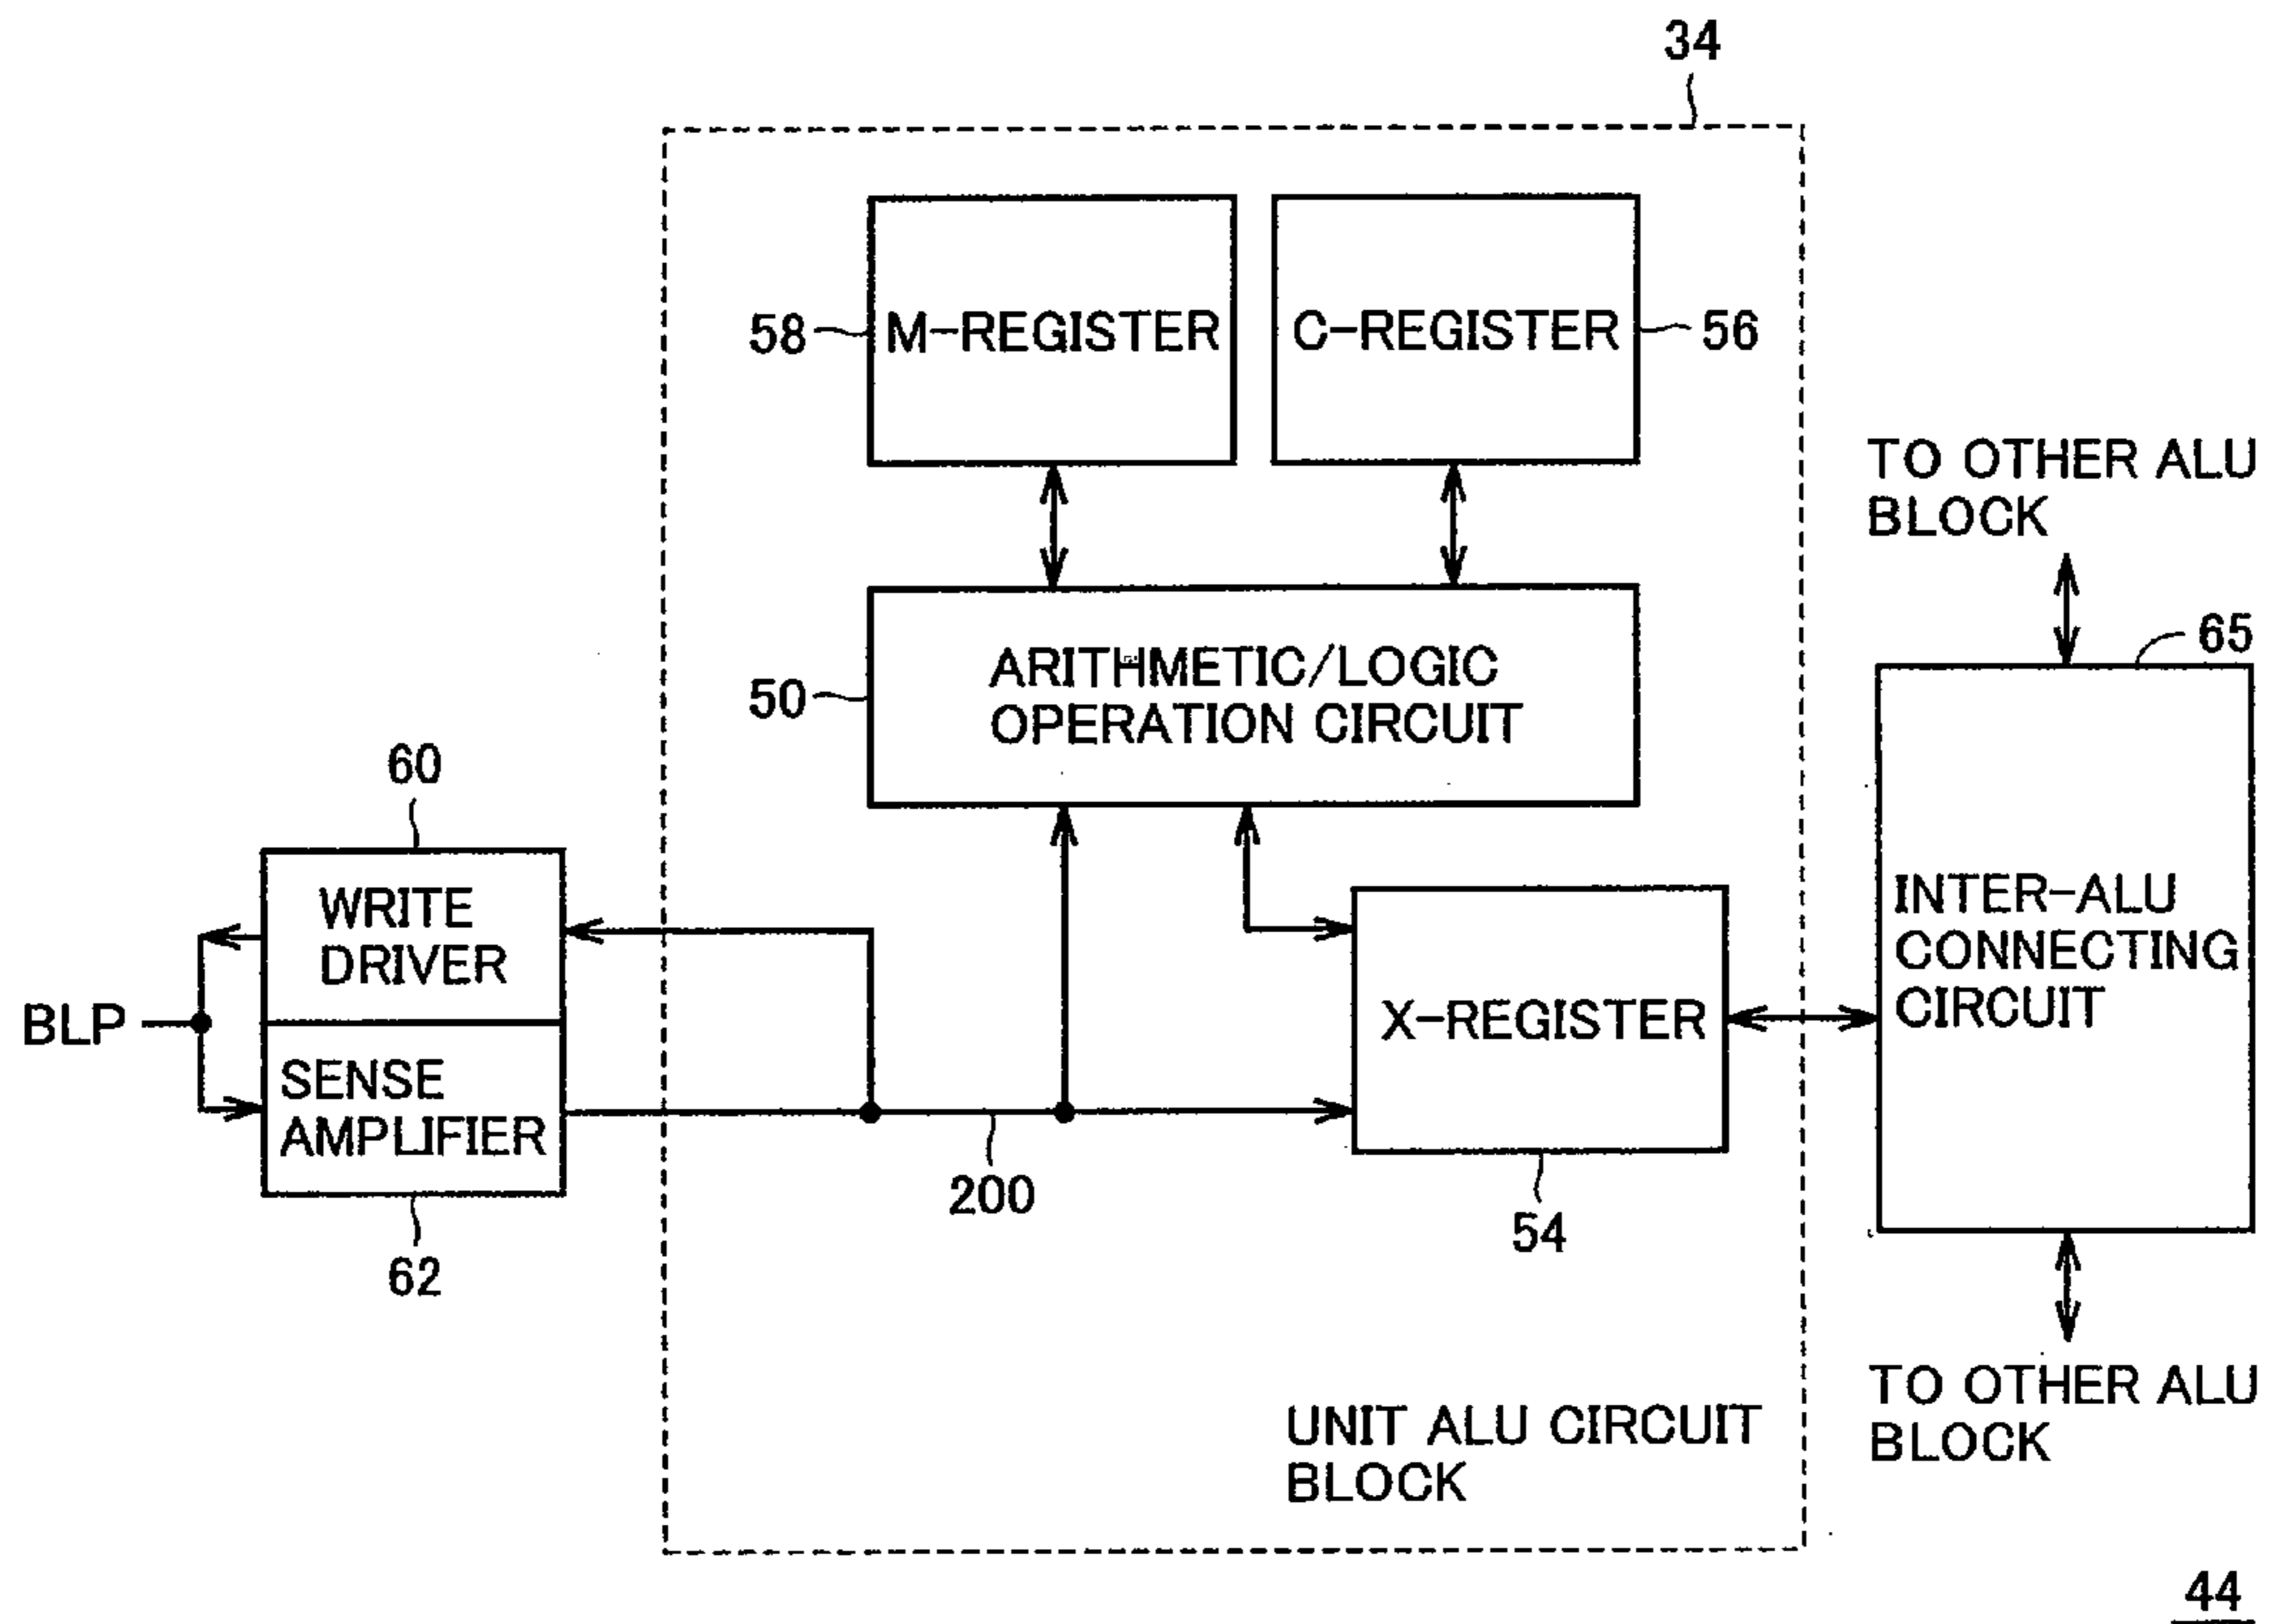 34
58
M-REGISTER
C-REGISTER
56
TO OTHER ALU
BLOCK
50
ARITHMETIC/LOGIC
OPERATION CIRCUIT
65
60
WRITE
DRIVER
BLP
SENSE
AMPLIFIER
62
200
X-REGISTER
54
INTER-ALU
CONNECTING
CIRCUIT
TO OTHER ALU
BLOCK
UNIT ALU CIRCUIT
BLOCK
44